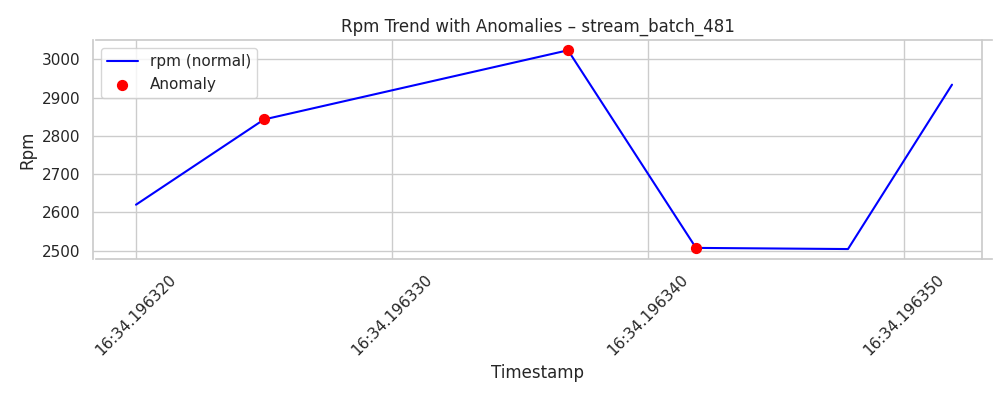 Rpm Trend with Anomalies – stream_batch_481
rpm (normal)
Anomaly
Rpm
3000
2900
2800
2700
2600
2500
16:34.196320
16:34.196330
16:34.196340
16:34.196350
Timestamp